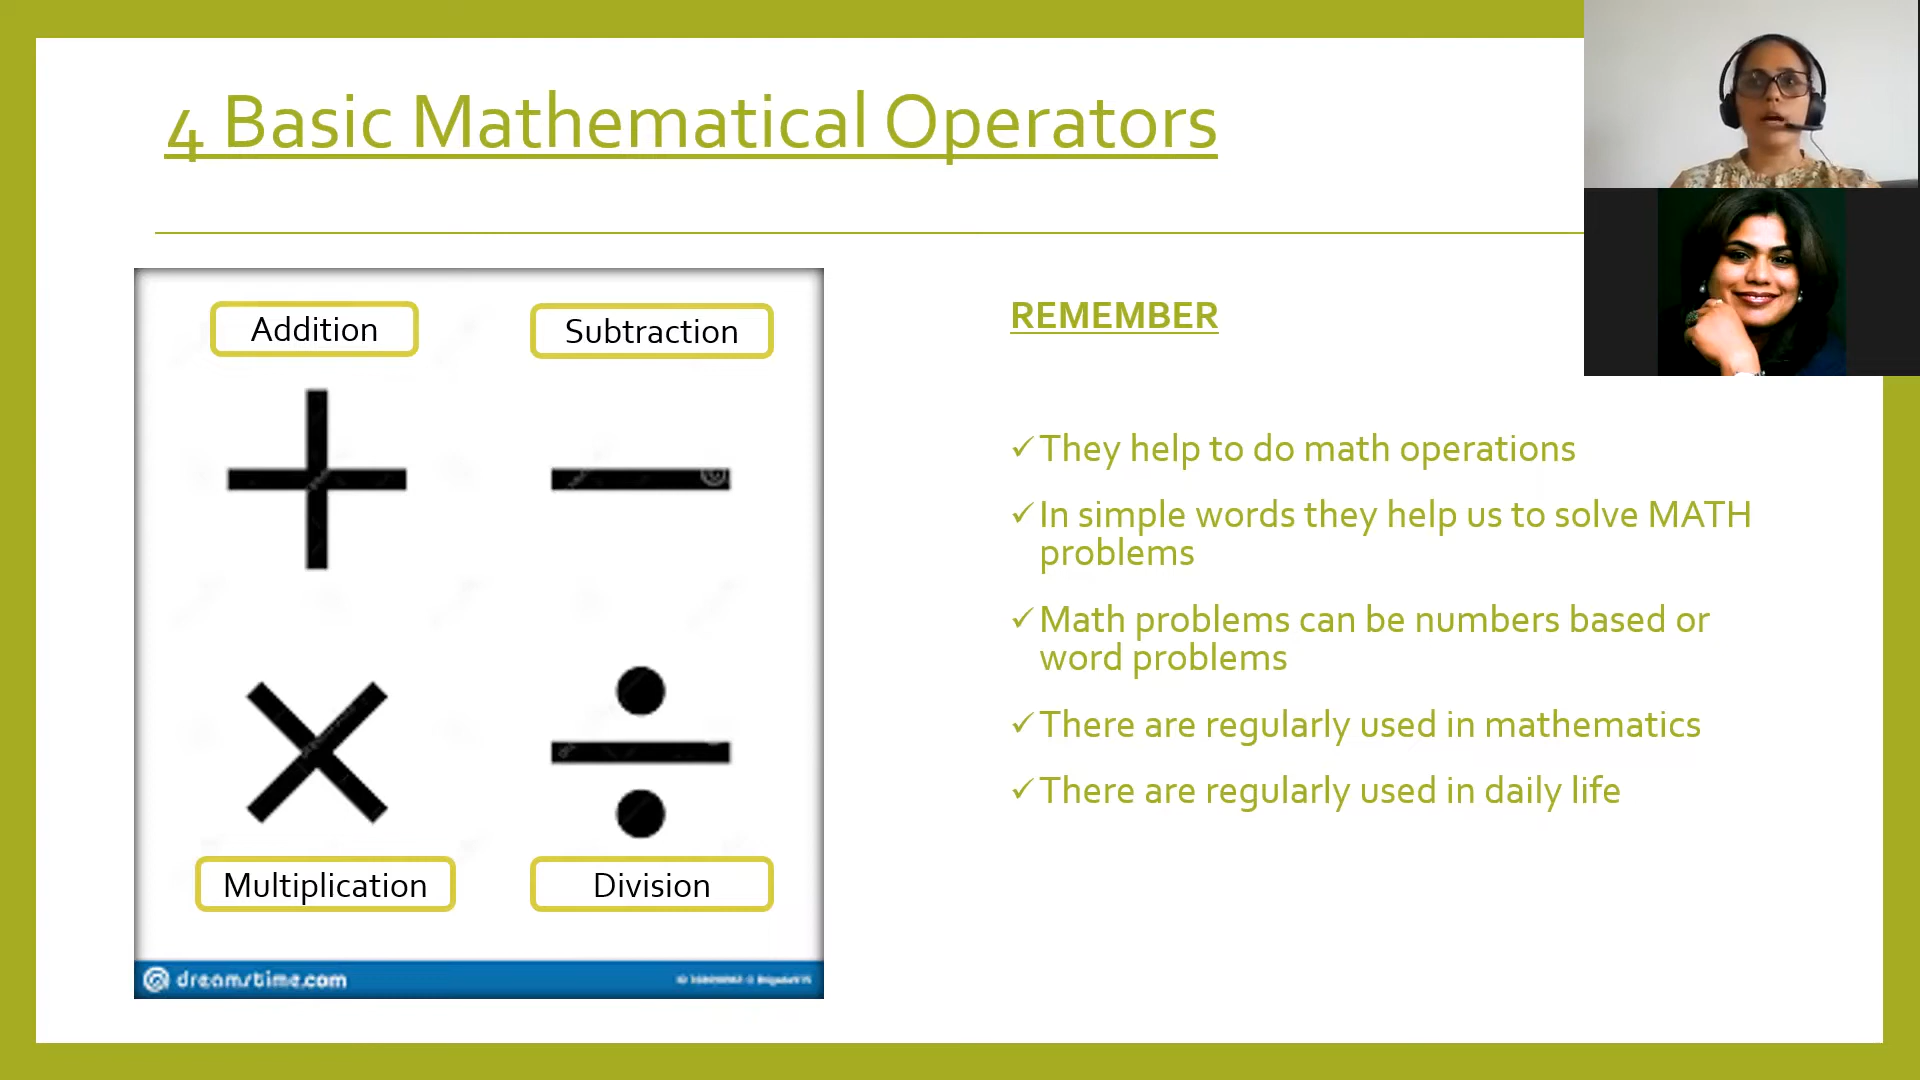 4 Basic Mathematical Operators
Addition
Subtraction
Multiplication
Division
dreamstime.com
REMEMBER
✓They help to do math operations
✓In simple words they help us to solve MATH
problems
✓Math problems can be numbers based or
word problems
✓There are regularly used in mathematics
✓There are regularly used in daily life